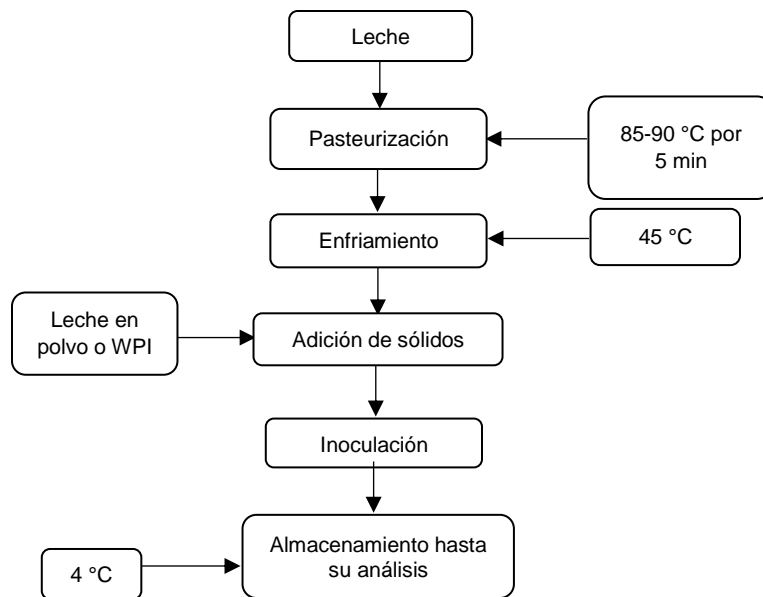 Leche
Pasteurización
85-90 °C por
5 min
Enfriamiento
45 °C
Leche en
polvo o WPI
Adición de sólidos
Inoculación
Almacenamiento hasta
su análisis
4 °C